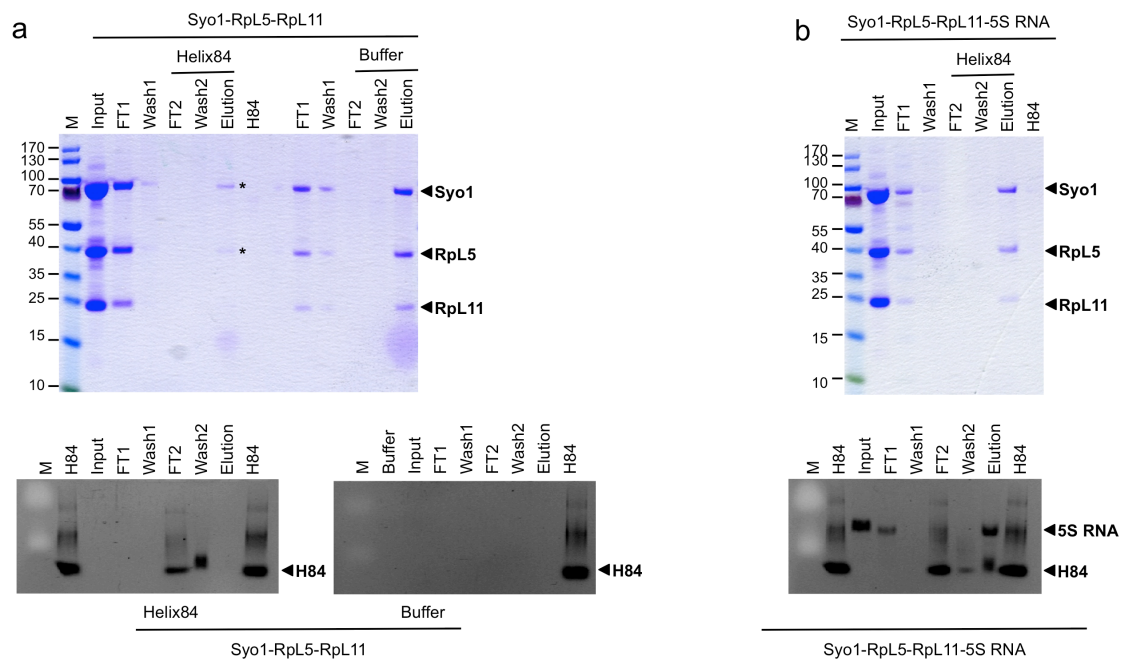 a
Syo1-RpL5-RpL11
Helix84
Buffer
M Input FT1 Wash1 FT2 Wash2 Elution H84 FT1 Wash1 FT2 Wash2 Elution
170
130
100
70
55
40
35
25
15
10
*
*
Syo1
RpL5
RpL11
M H84 Input FT1 Wash1 FT2 Wash2 Elution H84
H84
Helix84
M Buffer Input FT1 Wash1 FT2 Wash2 Elution H84
H84
Buffer
Syo1-RpL5-RpL11
b
Syo1-RpL5-RpL11-5S RNA
Helix84
M Input FT1 Wash1 FT2 Wash2 Elution H84
170
130
100
70
55
40
35
25
15
10
Syo1
RpL5
RpL11
M H84 Input FT1 Wash1 FT2 Wash2 Elution H84
5S RNA
H84
Syo1-RpL5-RpL11-5S RNA